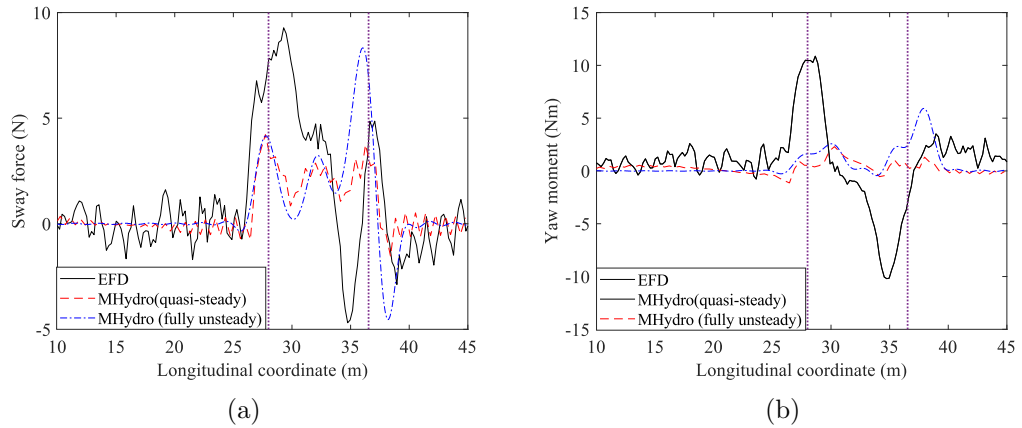 10
5
0
-5
Sway force (N)
EFD
MHydro(quasi-steady)
MHydro (fully unsteady)
10 15 20 25 30 35 40 45
Longitudinal coordinate (m)
(a)
15
10
5
0
-5
-10
-15
Yaw moment (Nm)
EFD
MHydro(quasi-steady)
MHydro (fully unsteady)
10 15 20 25 30 35 40 45
Longitudinal coordinate (m)
(b)